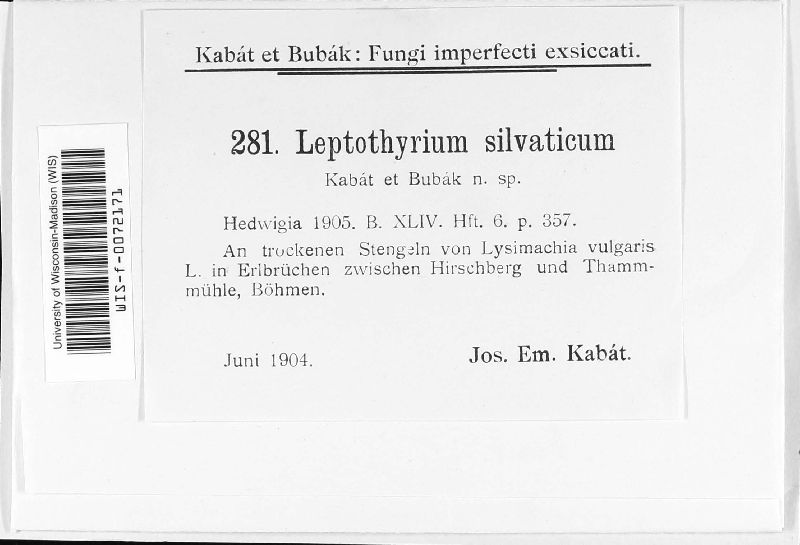 Kabát et Bubák: Fungi imperfecti exsiccati.
281. Leptothyrium silvaticum
Kabát et Bubák n. sp.
Hedwigia 1905. B. XLIV. Hft. 6. p. 357.
An trockenen Stengeln von Lysimachia vulgaris
L. in Erlbrüchen zwischen Hirschberg und Thamm-
mühle, Böhmen.
Juni 1904.
Jos. Em. Kabát.
University of Wisconsin-Madison (WIS)
WIS-f-0072171